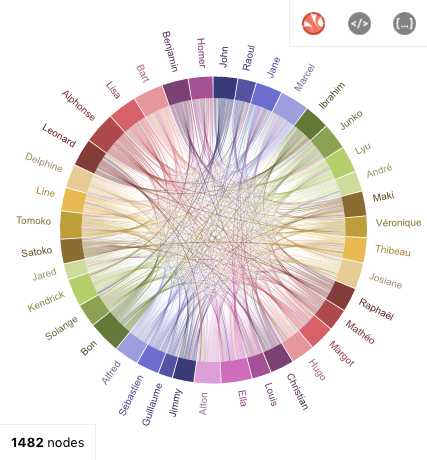 </>
{...}
John
Raoul
Jane
Marcel
Ibrahim
Junko
Lyu
André
Maki
Véronique
Thibeau
Josiane
Raphaël
Mathéo
Margot
Hugo
Christian
Louis
Ella
Alton
Jimmy
Guillaume
Sébastien
Alfred
Bon
Solange
Kendrick
Jared
Satoko
Tomoko
Line
Delphine
Leonard
Alphonse
Lisa
Bart
Benjamin
Homer
1482 nodes